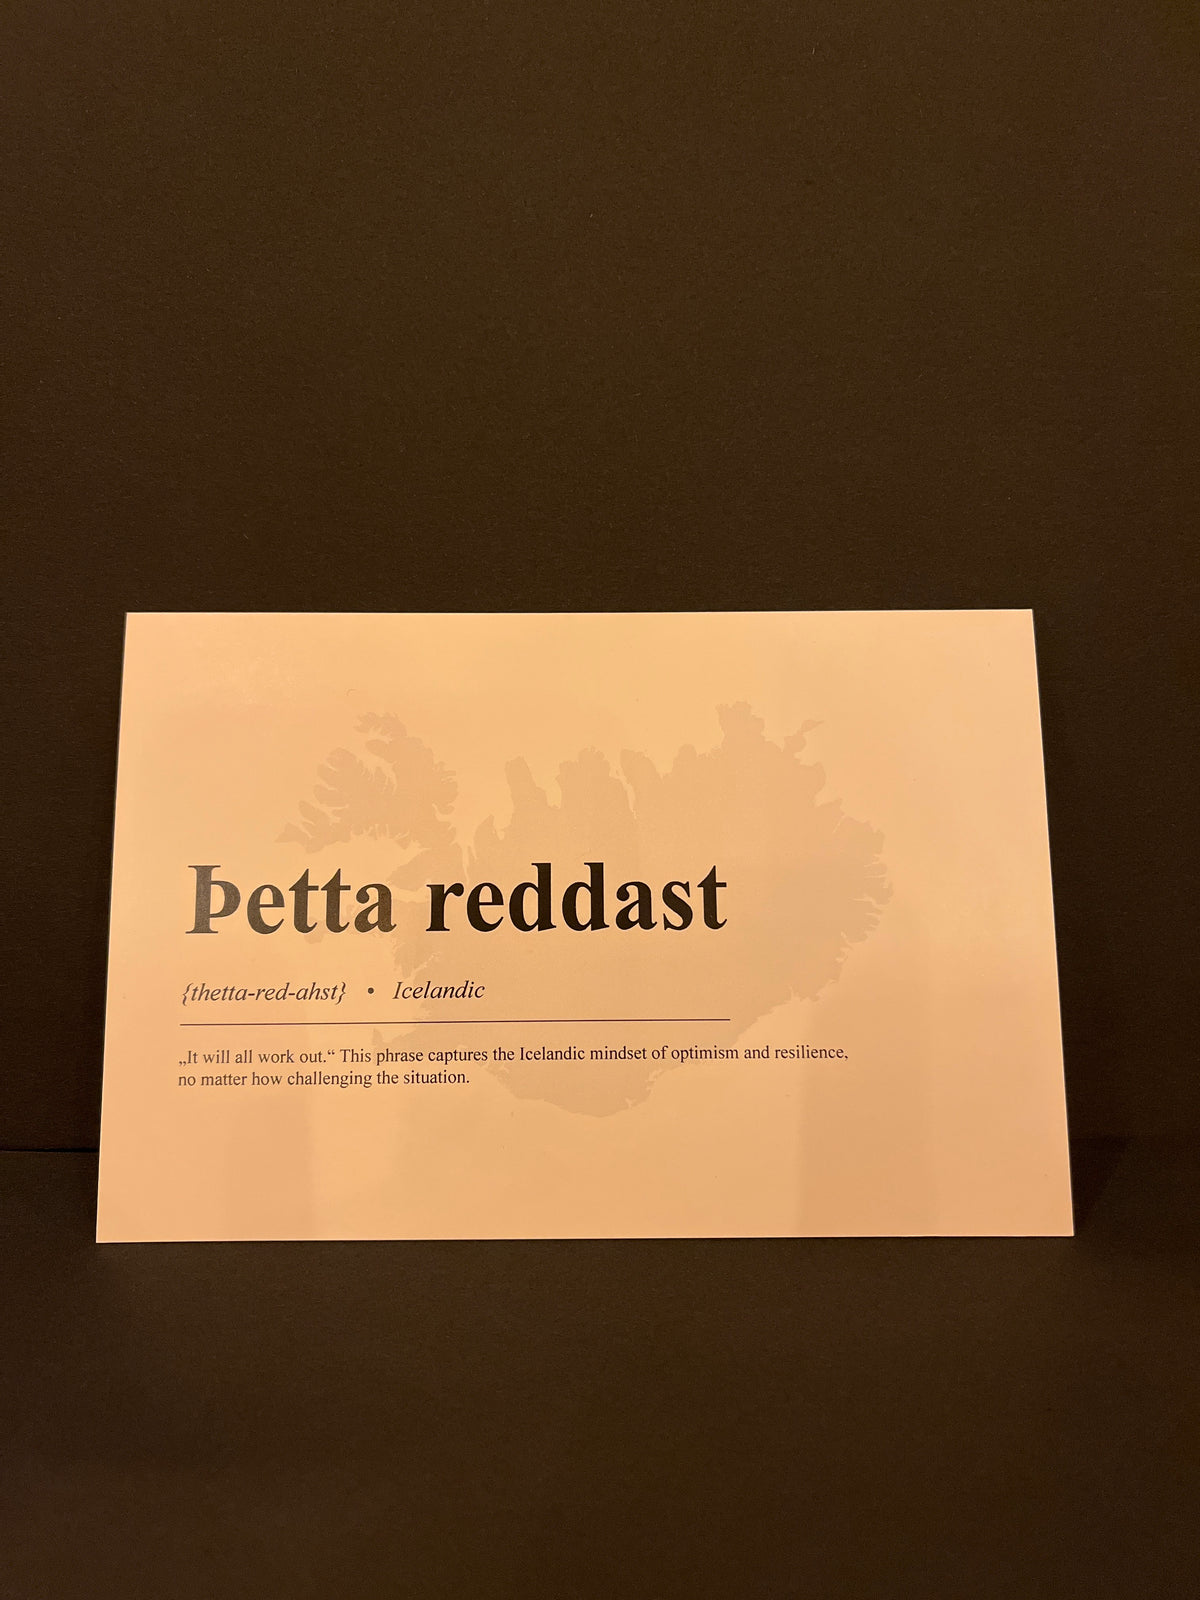 Þetta reddast
{thetta-red-ahst} • Icelandic
„It will all work out.“ This phrase captures the Icelandic mindset of optimism and resilience,
no matter how challenging the situation.